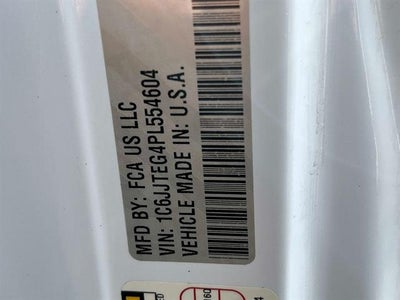 MFD BY: FCA US LLC
VIN: 1C6JJTEG4PL554604
VEHICLE MADE IN: U.S.A.